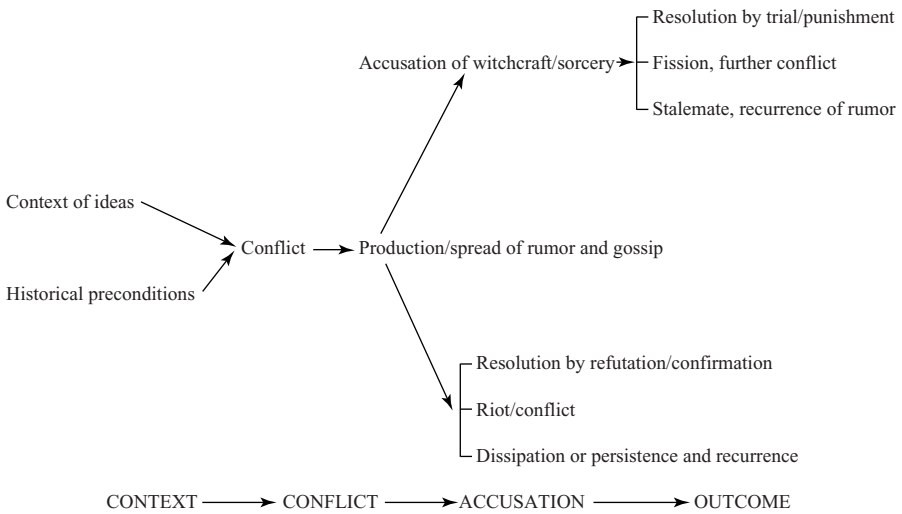 Resolution by trial/punishment
Accusation of witchcraft/sorcery
Fission, further conflict
Stalemate, recurrence of rumor
Context of ideas
Conflict
Production/spread of rumor and gossip
Historical preconditions
Resolution by refutation/confirmation
Riot/conflict
Dissipation or persistence and recurrence
CONTEXT CONFLICT ACCUSATION OUTCOME